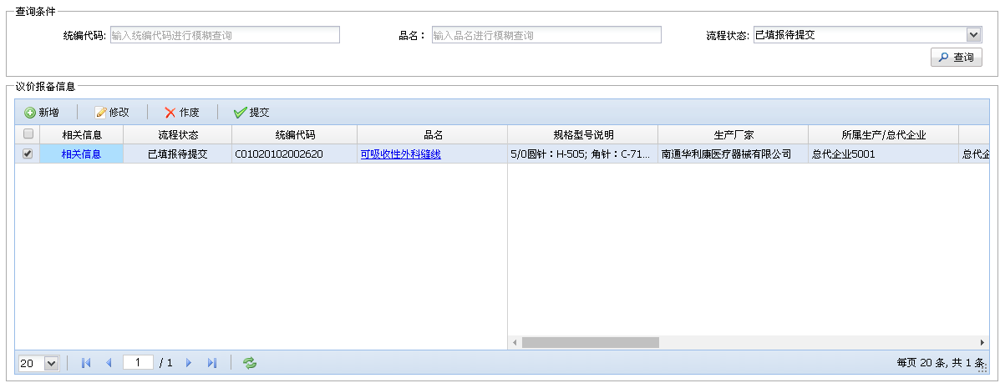 查询条件
统编代码: 输入统编代码进行模糊查询 品名： 输入品名进行模糊查询 流程状态: 已填报待提交
查询
议价报备信息
新增 修改 作废 提交
相关信息 流程状态 统编代码 品名 规格型号说明 生产厂家 所属生产/总代企业
相关信息 已填报待提交 C01020102002620 可吸收性外科缝线 5/0圆针：H-505; 角针：C-71... 南通华利康医疗器械有限公司 总代企业5001 总代企
20 1 / 1 每页 20 条, 共 1 条